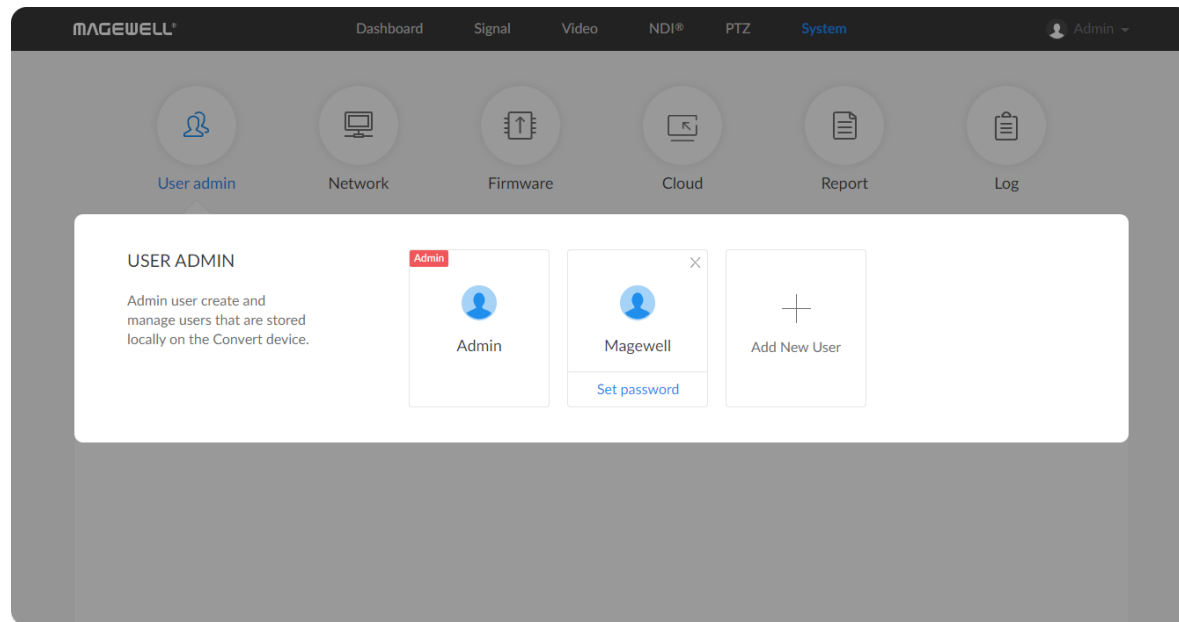 MAGEWELL®
Dashboard Signal Video NDI® PTZ System Admin
User admin Network Firmware Cloud Report Log
USER ADMIN
Admin user create and
manage users that are stored
locally on the Convert device.
Admin
Admin
Magewell
Set password
Add New User